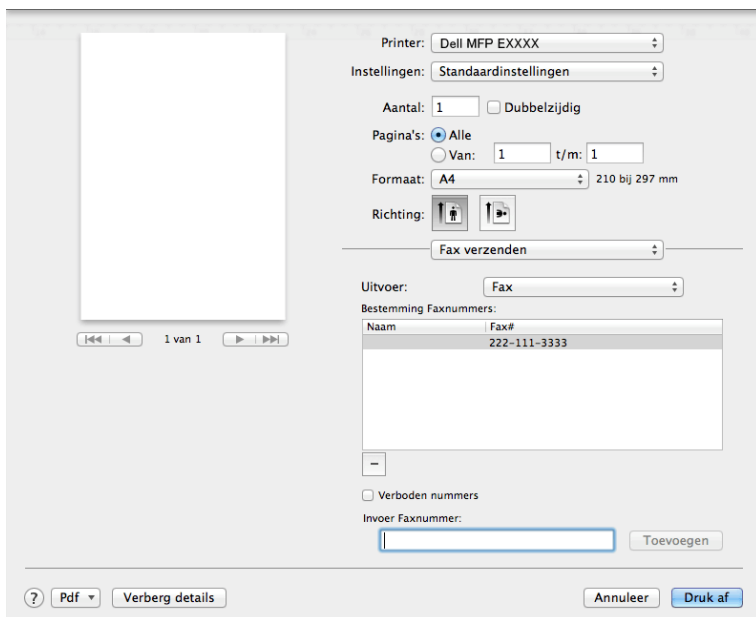 Printer: Dell MFP EXXXX
Instellingen: Standaardinstellingen
Aantal: 1 Dubbelzijdig
Pagina's: Alle
Van: 1 t/m: 1
Formaat: A4 210 bij 297 mm
Richting:
Fax verzenden
1 van 1
Uitvoer: Fax
Bestemming Faxnummers:
Naam Fax#
222-111-3333
–
Verboden nummers
Invoer Faxnummer:
Toevoegen
? Pdf Verberg details Annuleer Druk af